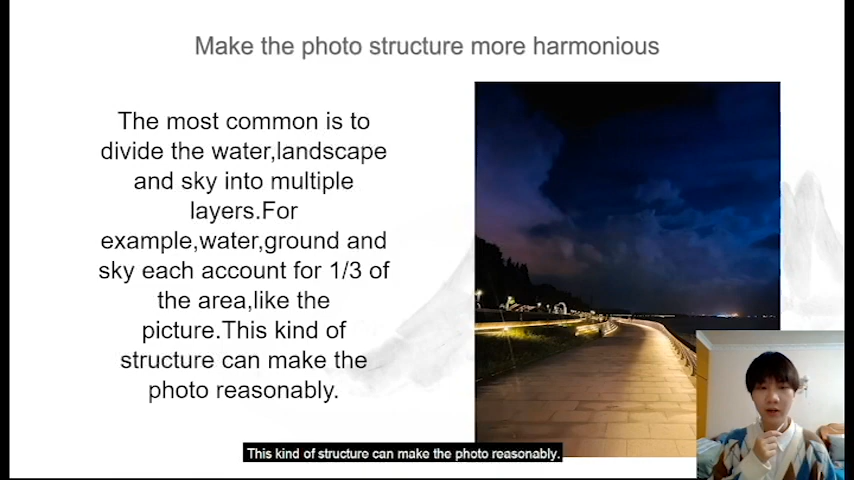 Make the photo structure more harmonious
The most common is to
divide the water,landscape
and sky into multiple
layers.For
example,water,ground and
sky each account for 1/3 of
the area,like the
picture.This kind of
structure can make the
photo reasonably.
This kind of structure can make the photo reasonably.